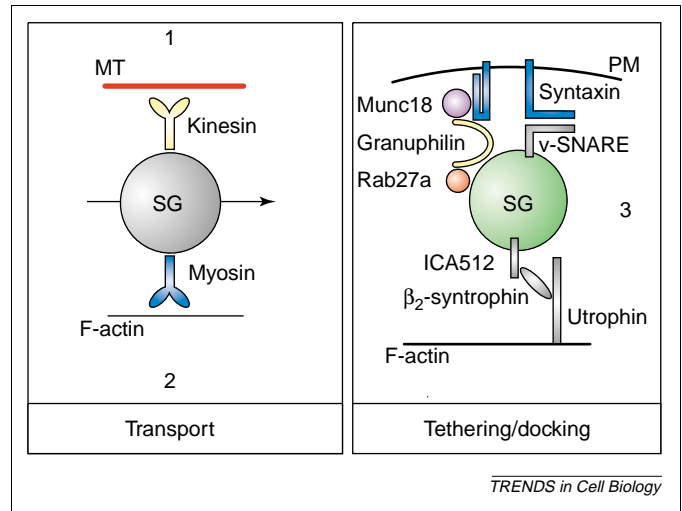 1
MT
Kinesin
SG
Myosin
F-actin
2
Transport
PM
Munc18
Syntaxin
Granuphilin
v-SNARE
Rab27a
SG
3
ICA512
β2-syntrophin
Utrophin
F-actin
Tethering/docking
TRENDS in Cell Biology